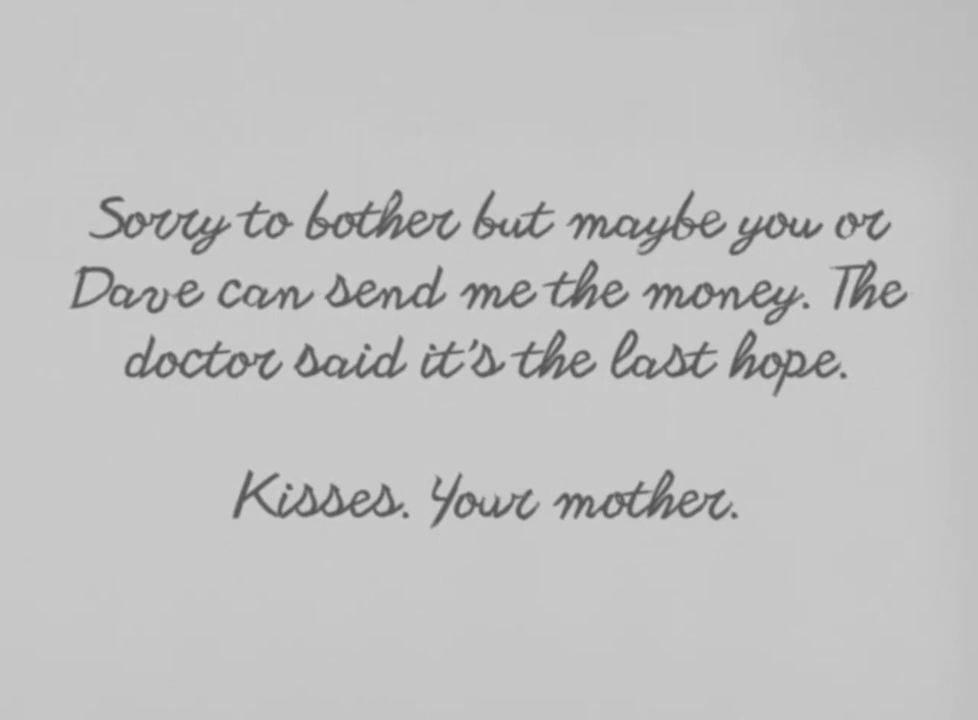 Sorry to bother but maybe you or
Dave can send me the money. The
doctor said it's the last hope.
Kisses. Your mother.